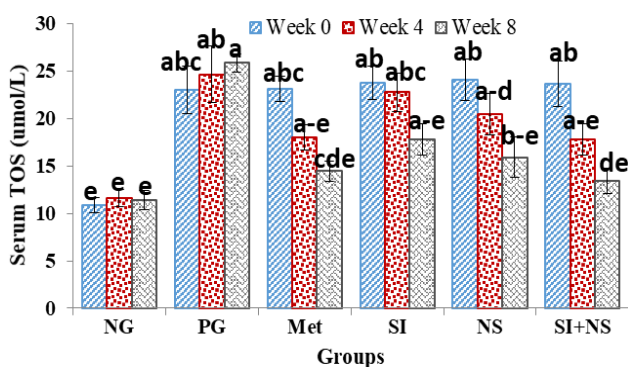 30
25
20
15
10
5
0
Serum TOS (umol/L)
Week 0 Week 4 Week 8
e e e
abc ab a
abc a-e cde
ab abc a-e
ab a-d b-e
ab a-e de
NG PG Met SI NS SI+NS
Groups